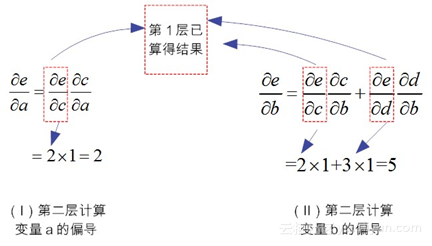 第1层已
算得结果
∂e/∂a = ∂e/∂c ∂c/∂a
= 2×1 = 2
(I) 第二层计算
变量a的偏导
∂e/∂b = ∂e/∂c ∂c/∂b + ∂e/∂d ∂d/∂b
=2×1+3×1=5
(II) 第二层计算
变量b的偏导